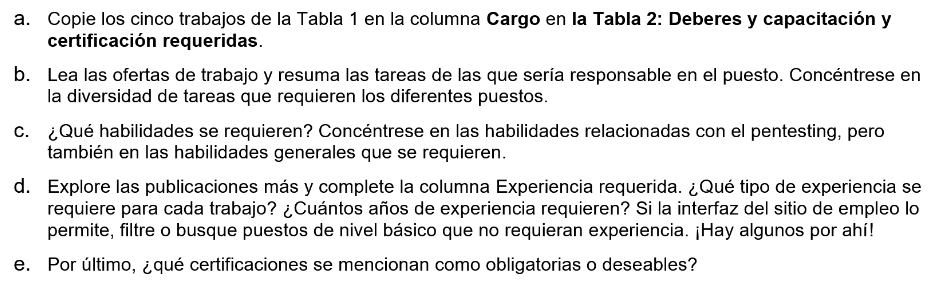 a. Copie los cinco trabajos de la Tabla 1 en la columna Cargo en la Tabla 2: Deberes y capacitación y
certificación requeridas.
b. Lea las ofertas de trabajo y resuma las tareas de las que sería responsable en el puesto. Concéntrese en
la diversidad de tareas que requieren los diferentes puestos.
c. ¿Qué habilidades se requieren? Concéntrese en las habilidades relacionadas con el pentesting, pero
también en las habilidades generales que se requieren.
d. Explore las publicaciones más y complete la columna Experiencia requerida. ¿Qué tipo de experiencia se
requiere para cada trabajo? ¿Cuántos años de experiencia requieren? Si la interfaz del sitio de empleo lo
permite, filtre o busque puestos de nivel básico que no requieran experiencia. ¡Hay algunos por ahí!
e. Por último, ¿qué certificaciones se mencionan como obligatorias o deseables?